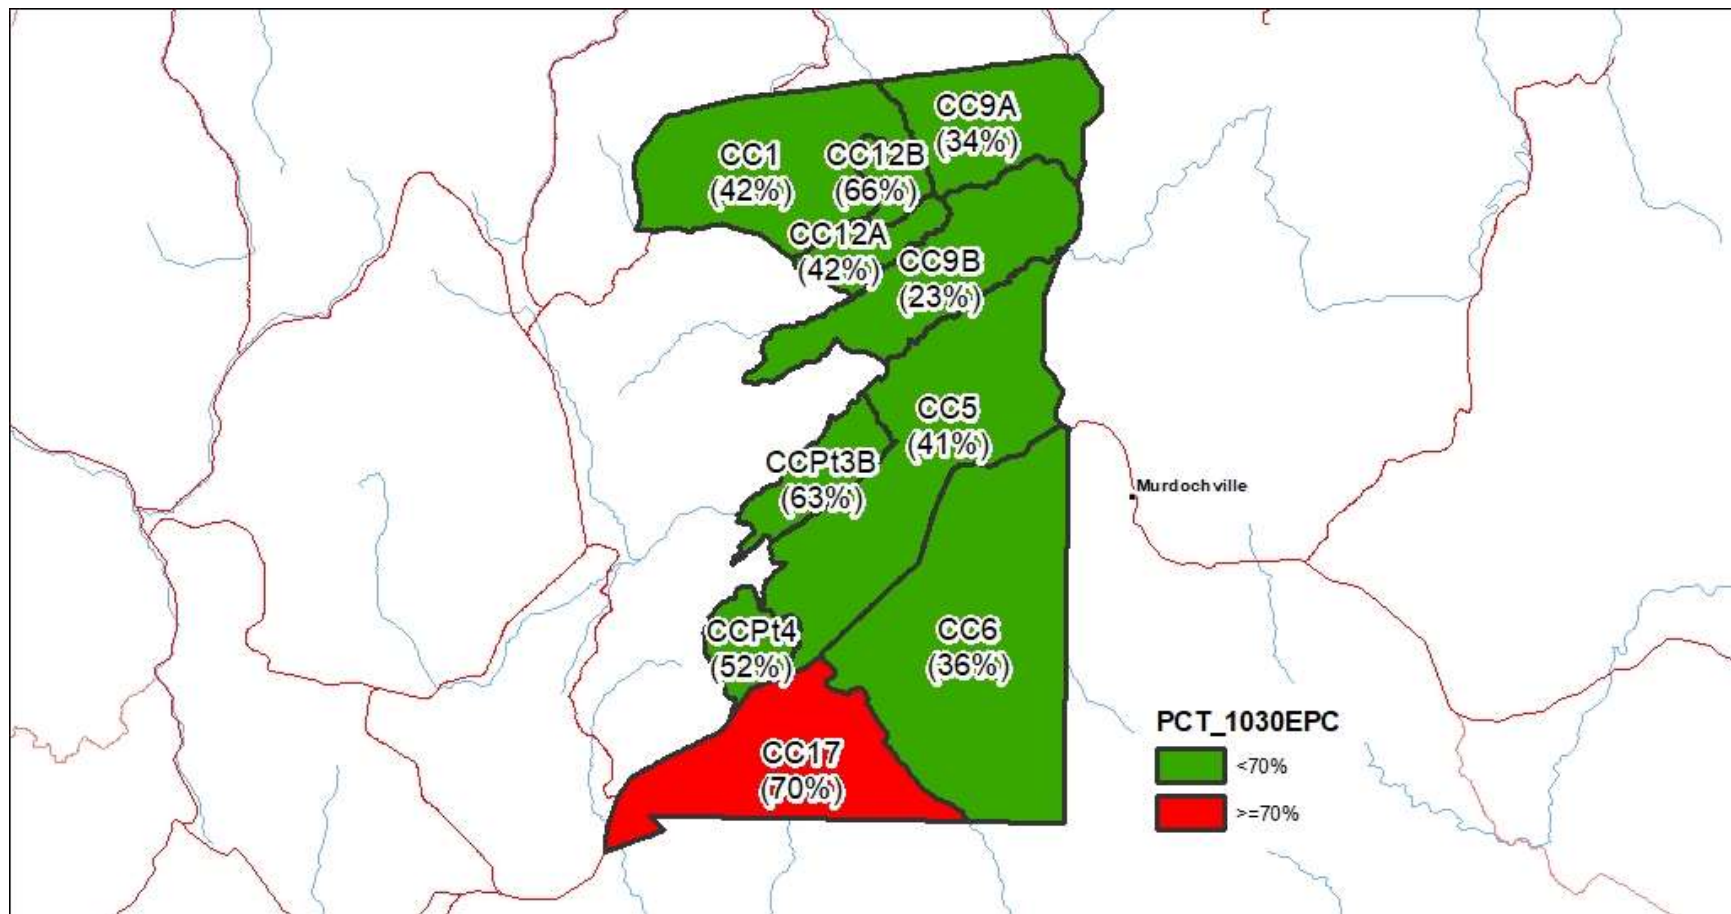 CC9A
(34%)
CC1
(42%)
CC12B
(66%)
CC12A
(42%)
CC9B
(23%)
CC5
(41%)
CCPt3B
(63%)
Murdochville
CCPt4
(52%)
CC6
(36%)
CC17
(70%)
PCT_1030EPC
<70%
>=70%